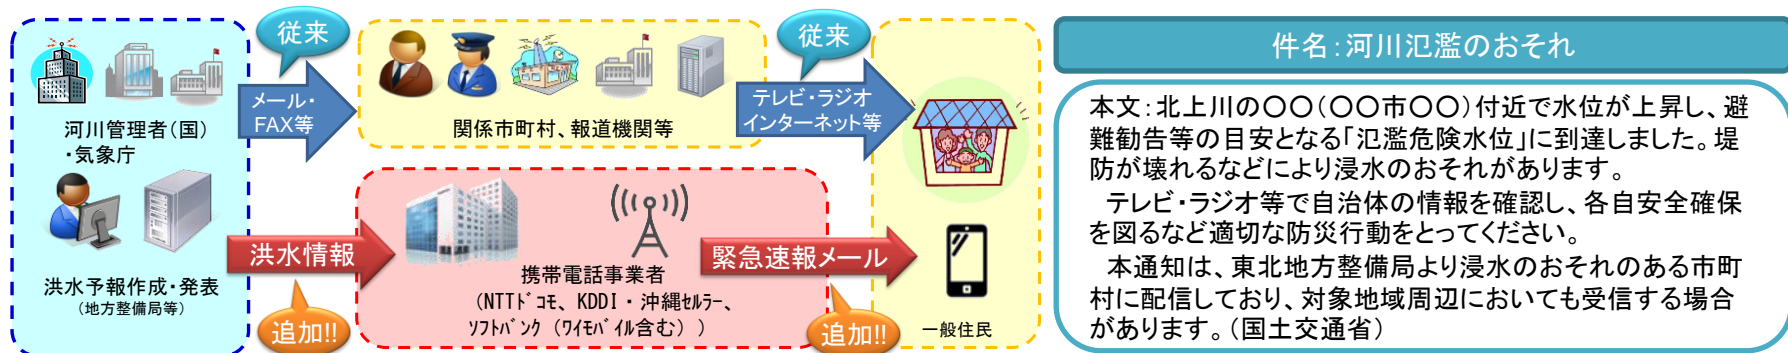 従来
メール・
FAX等
河川管理者(国)
・気象庁
洪水予報作成・発表
(地方整備局等)
関係市町村、報道機関等
従来
テレビ・ラジオ
インターネット等
洪水情報
追加!!
携帯電話事業者
(NTTドコモ、KDDI・沖縄セルラー、
ソフトバンク(ワイモバイル含む))
緊急速報メール
追加!!
一般住民
件名:河川氾濫のおそれ
本文:北上川の〇〇(〇〇市〇〇)付近で水位が上昇し、避
難勧告等の目安となる「氾濫危険水位」に到達しました。堤
防が壊れるなどにより浸水のおそれがあります。
テレビ・ラジオ等で自治体の情報を確認し、各自安全確保
を図るなど適切な防災行動をとってください。
本通知は、東北地方整備局より浸水のおそれのある市町
村に配信しており、対象地域周辺においても受信する場合
があります。(国土交通省)